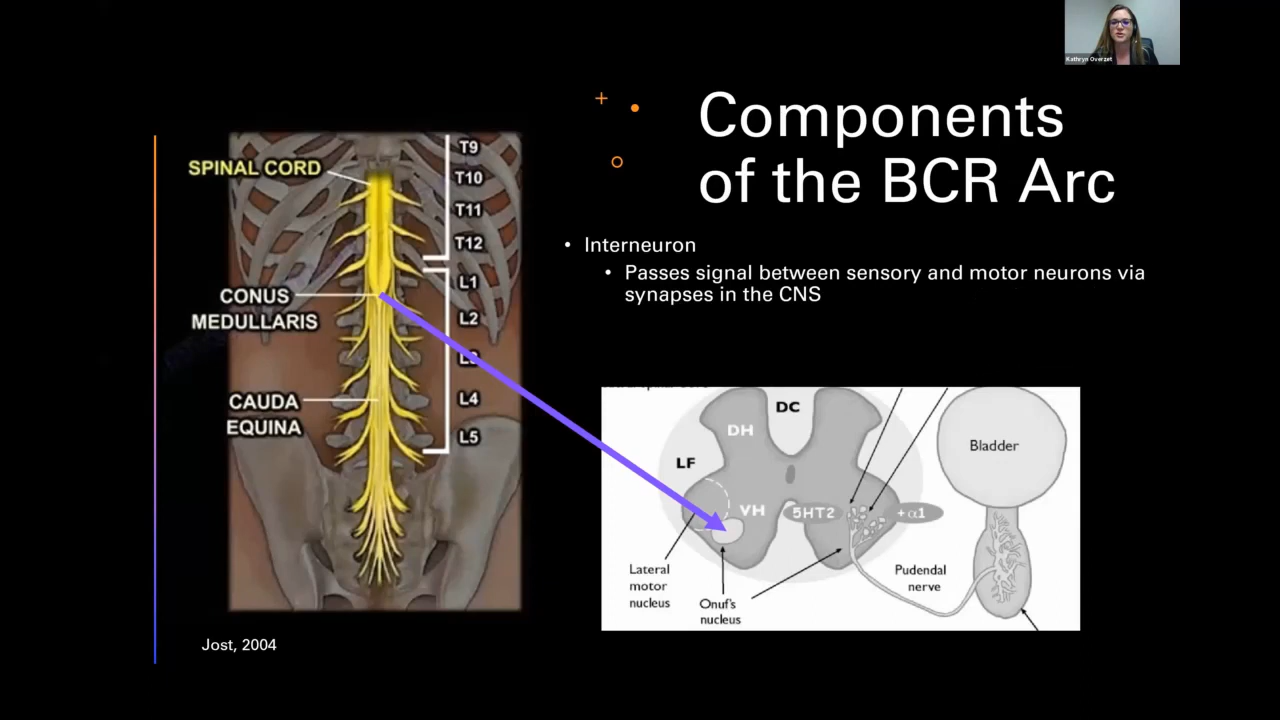 Kathryn Overzet
Components
of the BCR Arc
• Interneuron
• Passes signal between sensory and motor neurons via
synapses in the CNS
SPINAL CORD
T9
T10
T11
T12
L1
CONUS
MEDULLARIS
L2
L3
CAUDA
EQUINA
L4
L5
DC
DH
LF
VH
5HT2
+α1
Bladder
Lateral
motor
nucleus
Onuf's
nucleus
Pudendal
nerve
Jost, 2004